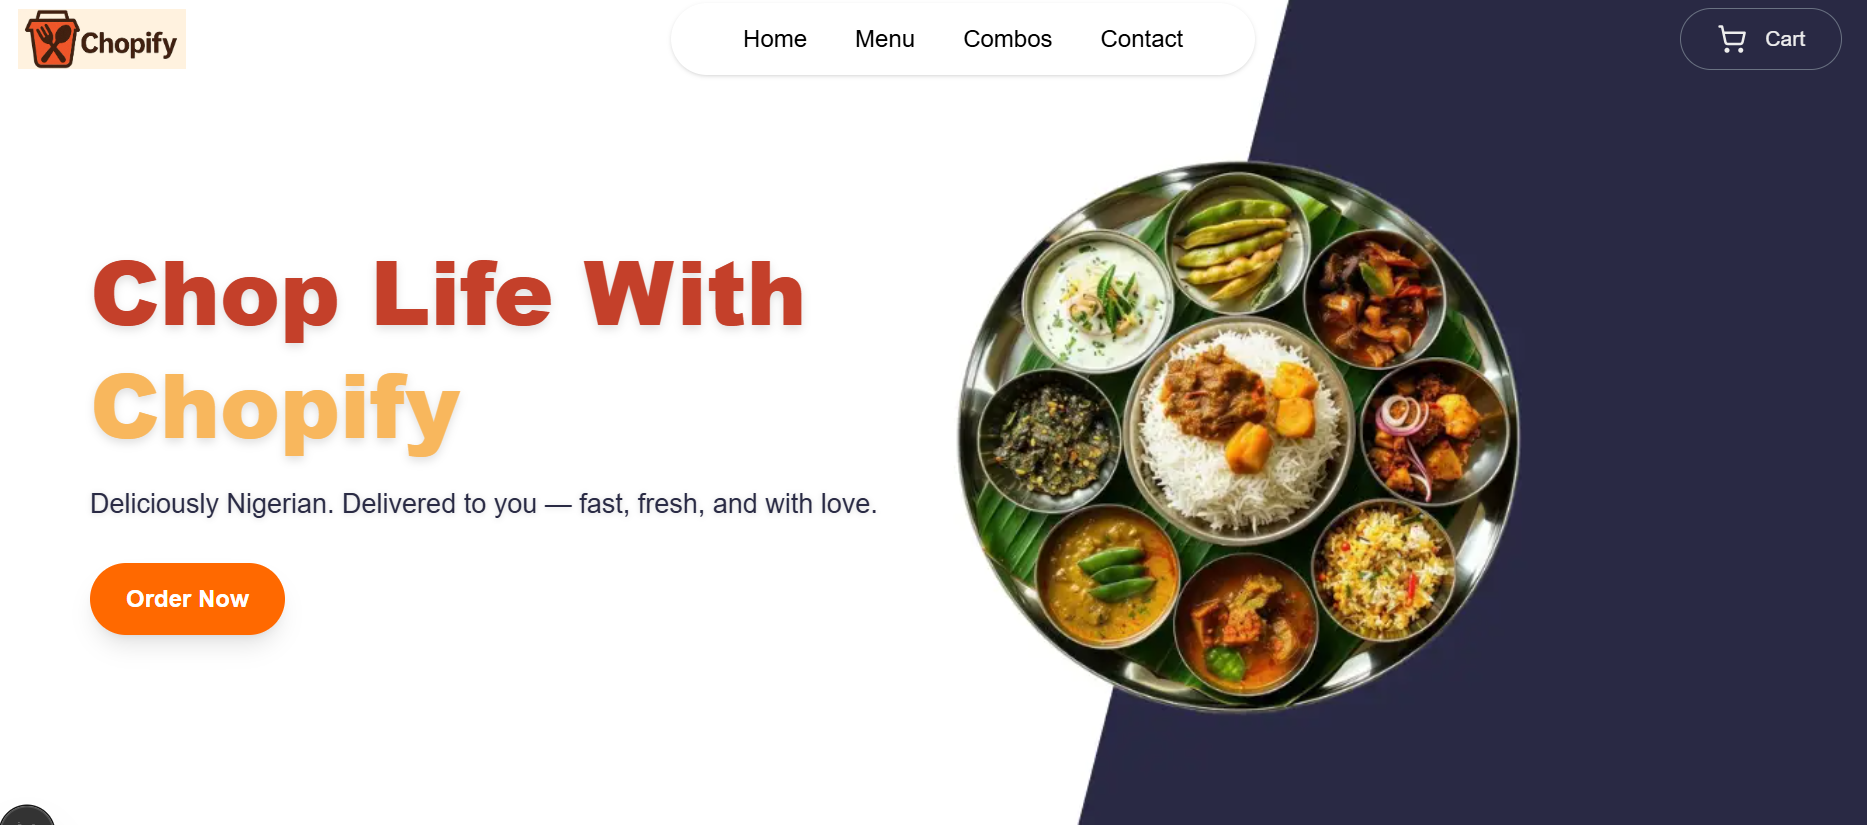 Chopify
Home Menu Combos Contact
Cart
Chop Life With
Chopify
Deliciously Nigerian. Delivered to you — fast, fresh, and with love.
Order Now